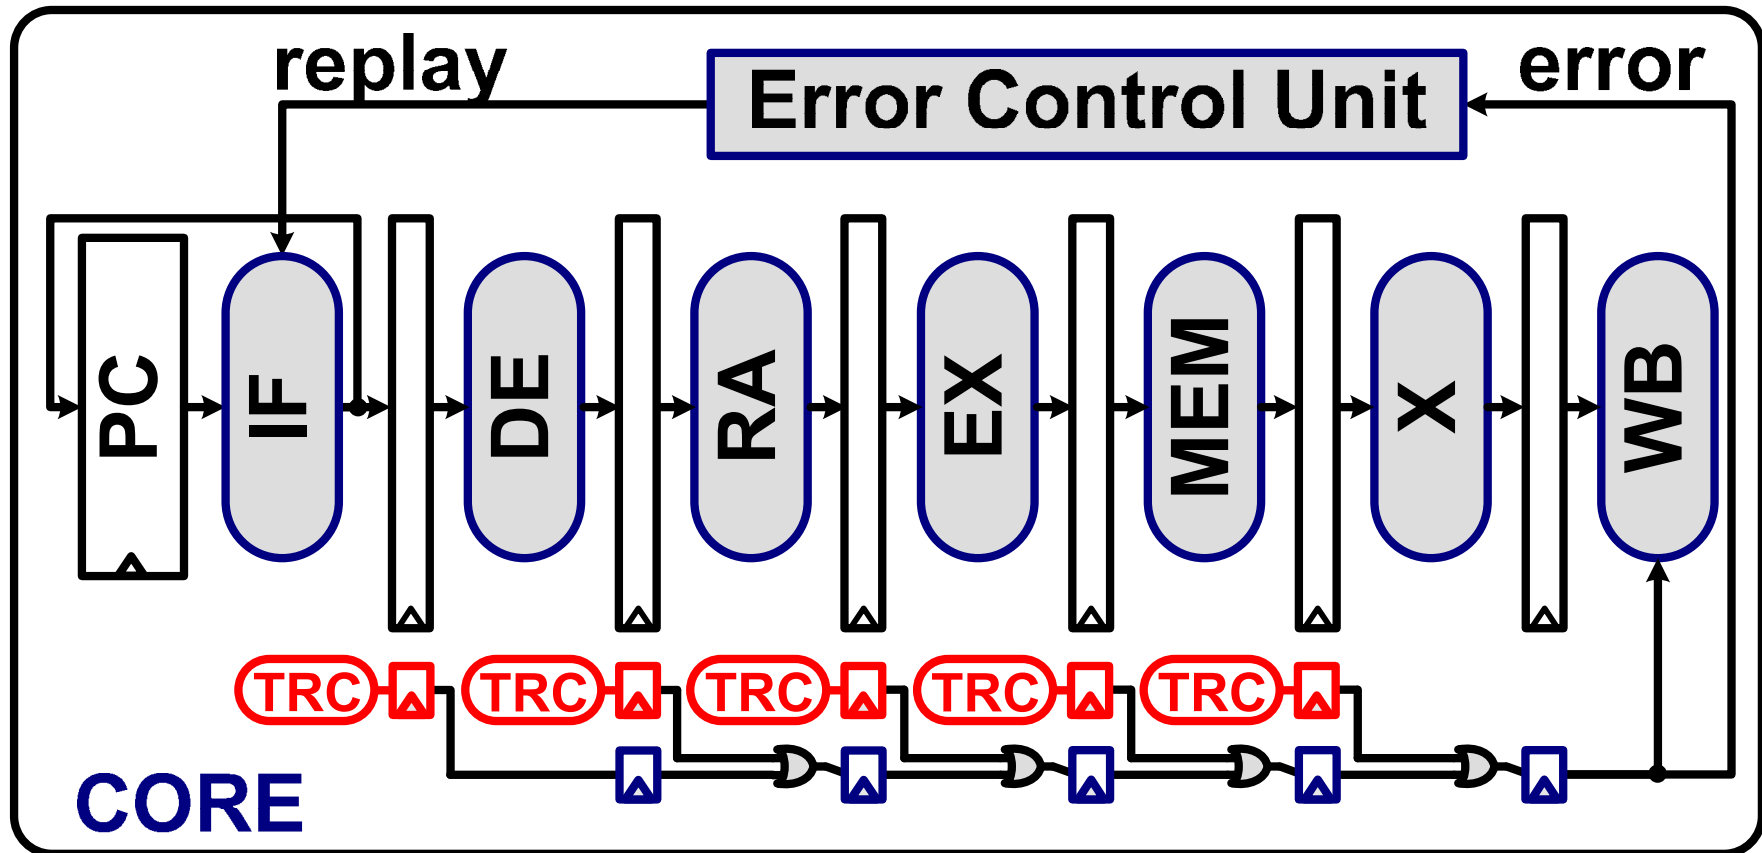 replay
Error Control Unit
error
PC
IF
DE
RA
EX
MEM
X
WB
TRC
TRC
TRC
TRC
TRC
CORE